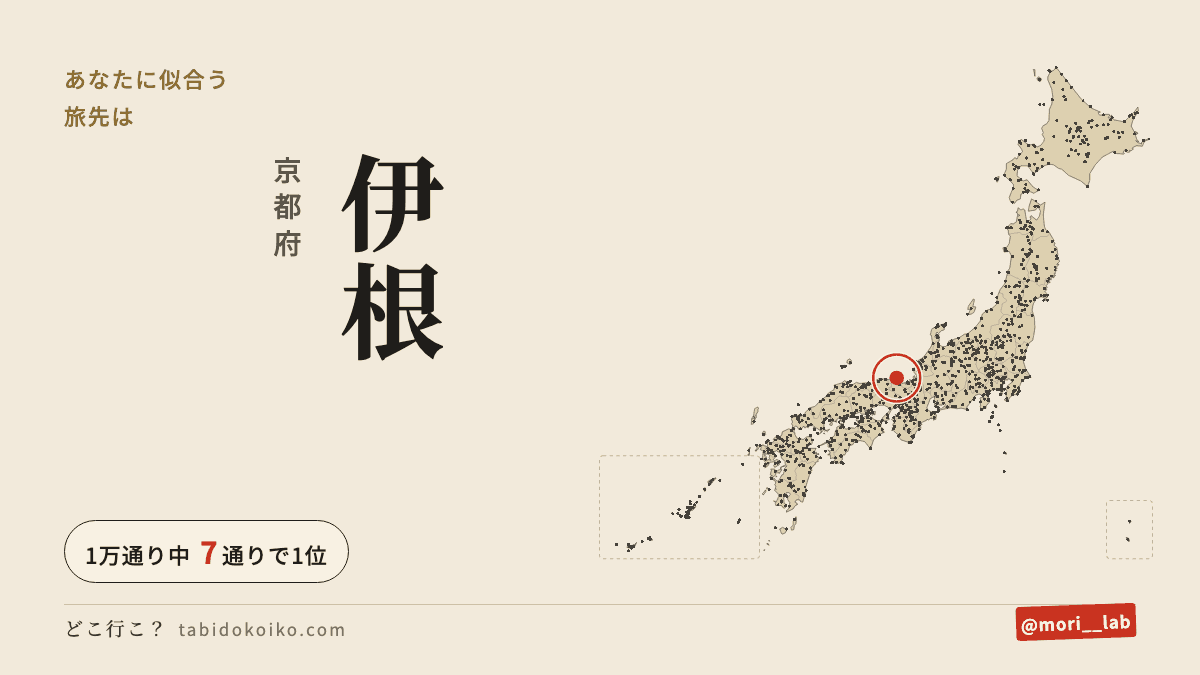 あなたに似合う
旅先は
伊根
京都府
1万通り中 7通りで1位
どこ行こ？ tabidokoiko.com
@mori__lab